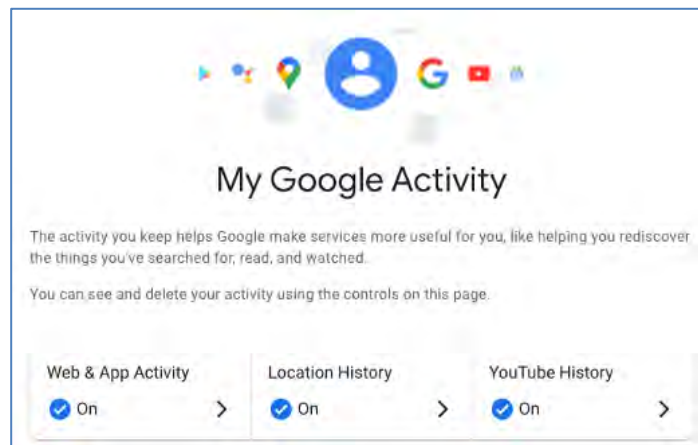 My Google Activity
The activity you keep helps Google make services more useful for you, like helping you rediscover
the things you've searched for, read, and watched.
You can see and delete your activity using the controls on this page.
Web & App Activity
On
Location History
On
YouTube History
On